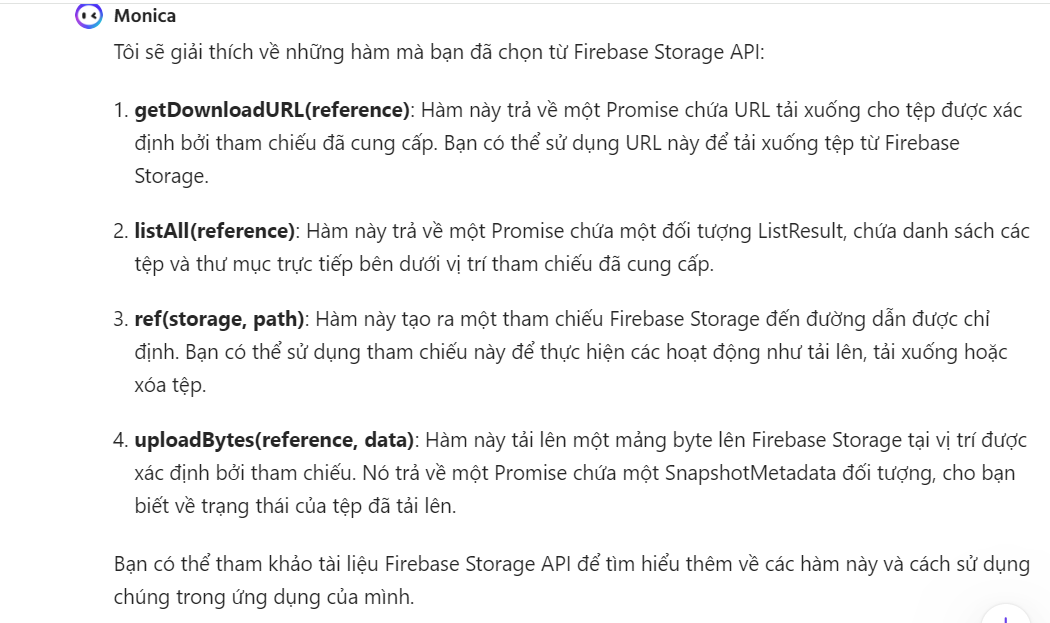 Monica
Tôi sẽ giải thích về những hàm mà bạn đã chọn từ Firebase Storage API:
1. getDownloadURL(reference): Hàm này trả về một Promise chứa URL tải xuống cho tệp được xác
định bởi tham chiếu đã cung cấp. Bạn có thể sử dụng URL này để tải xuống tệp từ Firebase
Storage.
2. listAll(reference): Hàm này trả về một Promise chứa một đối tượng ListResult, chứa danh sách các
tệp và thư mục trực tiếp bên dưới vị trí tham chiếu đã cung cấp.
3. ref(storage, path): Hàm này tạo ra một tham chiếu Firebase Storage đến đường dẫn được chỉ
định. Bạn có thể sử dụng tham chiếu này để thực hiện các hoạt động như tải lên, tải xuống hoặc
xóa tệp.
4. uploadBytes(reference, data): Hàm này tải lên một mảng byte lên Firebase Storage tại vị trí được
xác định bởi tham chiếu. Nó trả về một Promise chứa một SnapshotMetadata đối tượng, cho bạn
biết về trạng thái của tệp đã tải lên.
Bạn có thể tham khảo tài liệu Firebase Storage API để tìm hiểu thêm về các hàm này và cách sử dụng
chúng trong ứng dụng của mình.